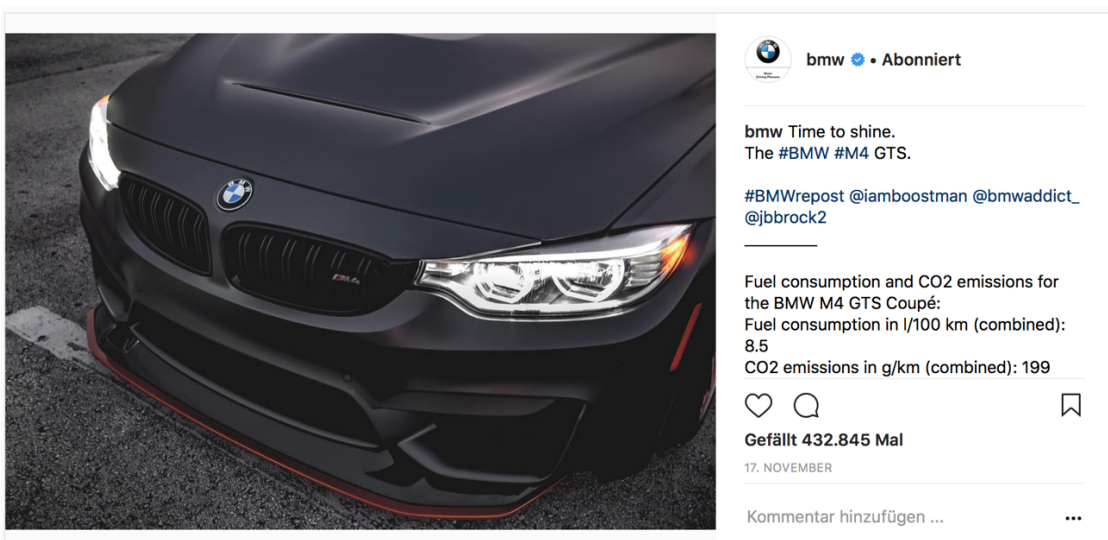 bmw • Abonniert
bmw Time to shine.
The #BMW #M4 GTS.
#BMWrepost @iamboostman @bmwaddict_
@jbbrock2
Fuel consumption and CO2 emissions for
the BMW M4 GTS Coupé:
Fuel consumption in l/100 km (combined):
8.5
CO2 emissions in g/km (combined): 199
Gefällt 432.845 Mal
17. NOVEMBER
Kommentar hinzufügen ...
BMW
M4